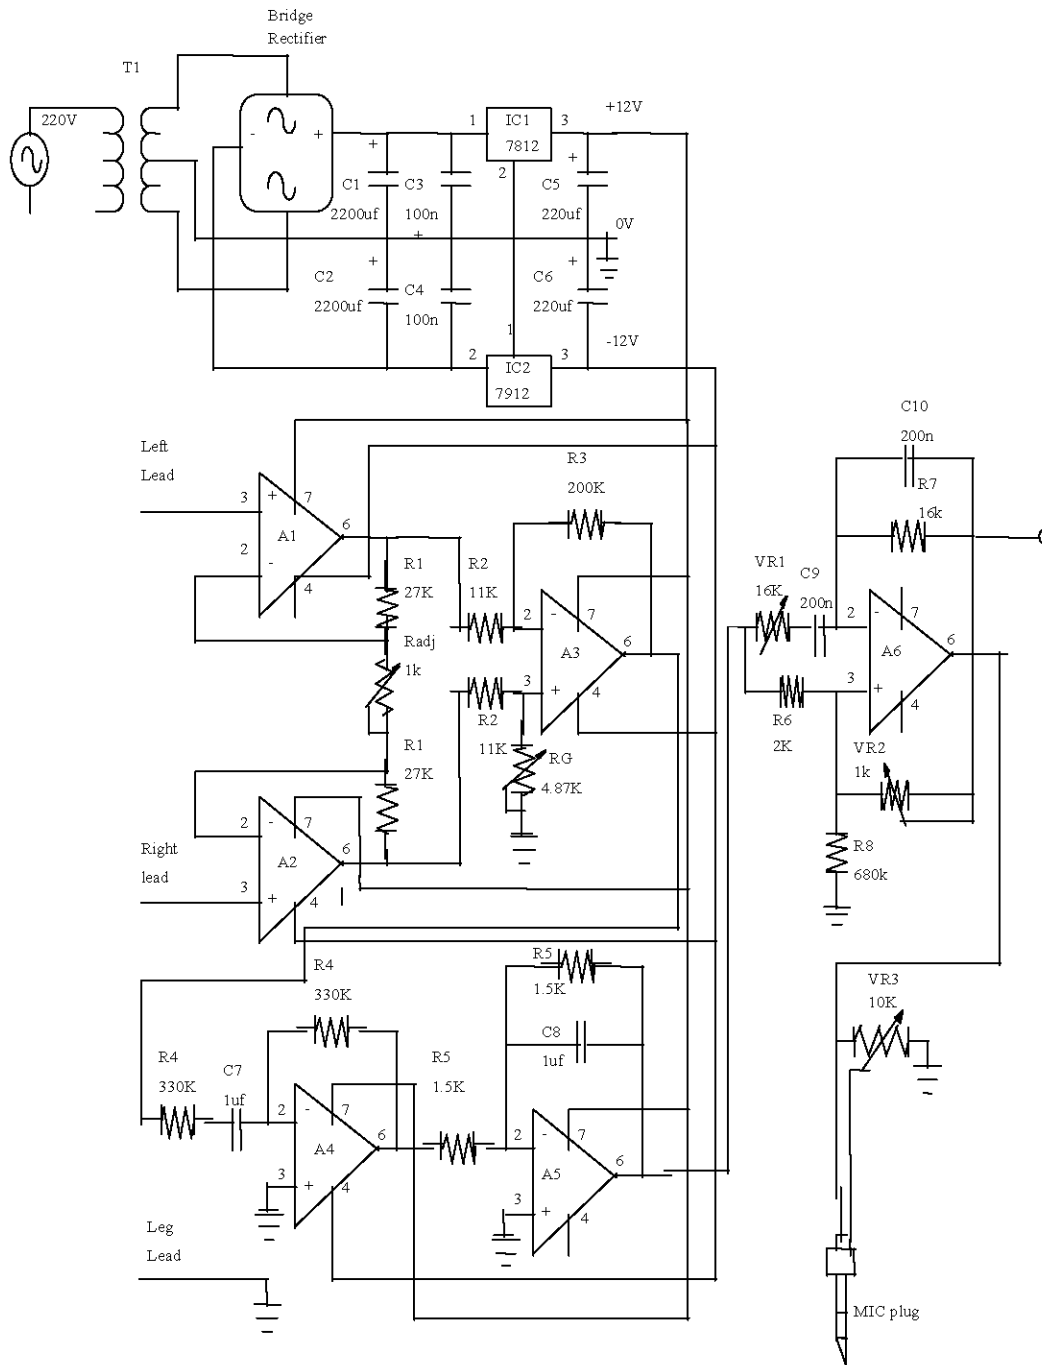 Bridge
Rectifier
T1
220V
-
+
+
1
IC1
7812
3
2
+12V
C1
2200uf
C3
100n
+
C5
220uf
+
0V
C2
2200uf
+
C4
100n
+
C6
220uf
1
2
IC2
7912
3
-12V
Left
Lead
3
+
7
2
-
A1
6
4
R1
27K
R2
11K
R3
200K
2
-
7
A3
6
3
+
4
Radj
1k
R2
11K
RG
4.87K
R1
27K
2
-
7
Right
lead
A2
6
3
+
4
C10
200n
R7
16k
VR1
16K
C9
200n
2
-
7
A6
6
3
+
4
R6
2K
VR2
1k
R8
680k
R4
330K
R5
1.5K
C8
1uf
R4
330K
C7
1uf
2
-
7
A4
6
3
+
4
R5
1.5K
2
-
7
A5
6
3
+
4
VR3
10K
Leg
Lead
MIC plug